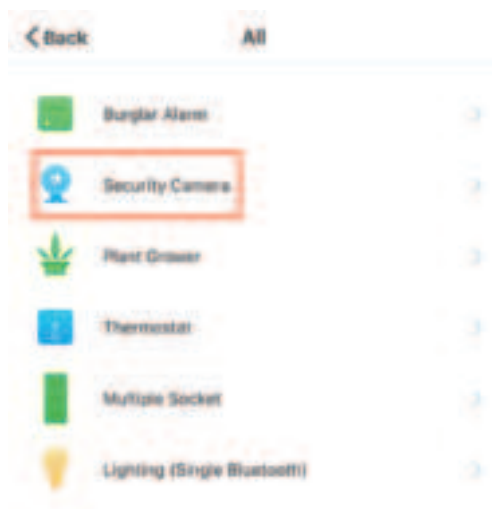 Back
All
Burglar Alarm
Security Camera
Plant Grower
Thermostat
Multiple Socket
Lighting (Single Bluetooth)